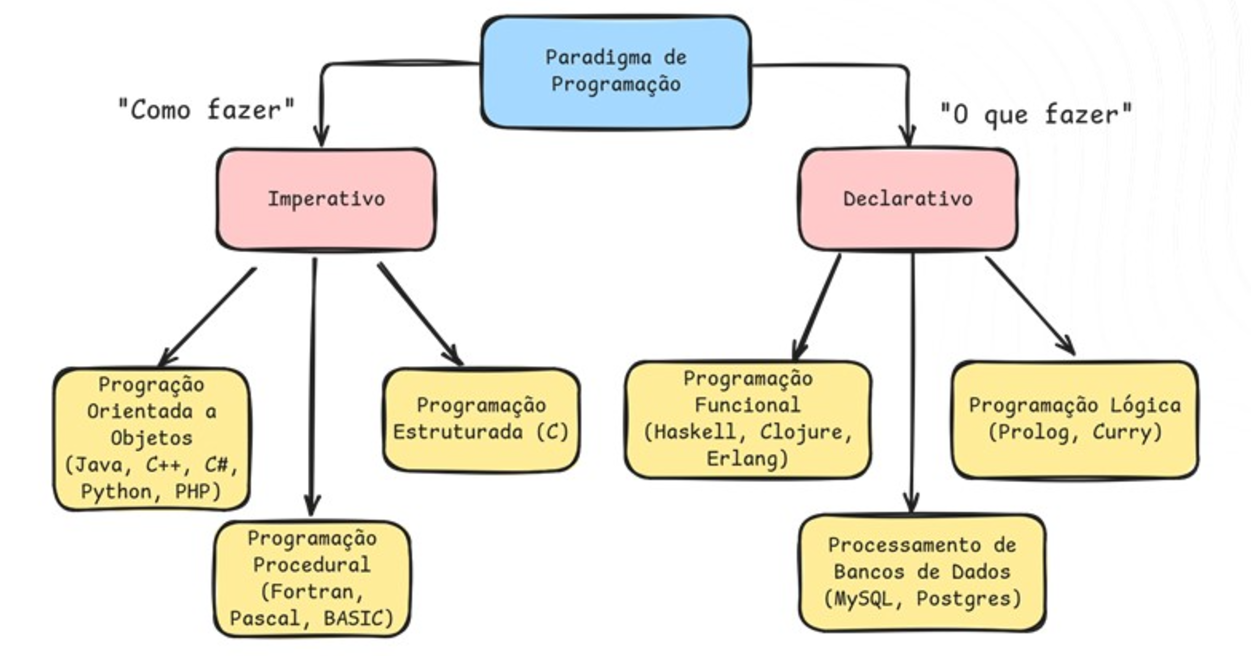 Paradigma de
Programação
"Como fazer"
"O que fazer"
Imperativo
Declarativo
Progração
Orientada a
Objetos
(Java, C++, C#,
Python, PHP)
Programação
Estruturada (C)
Programação
Procedural
(Fortran,
Pascal, BASIC)
Programação
Funcional
(Haskell, Clojure,
Erlang)
Programação Lógica
(Prolog, Curry)
Processamento de
Bancos de Dados
(MySQL, Postgres)